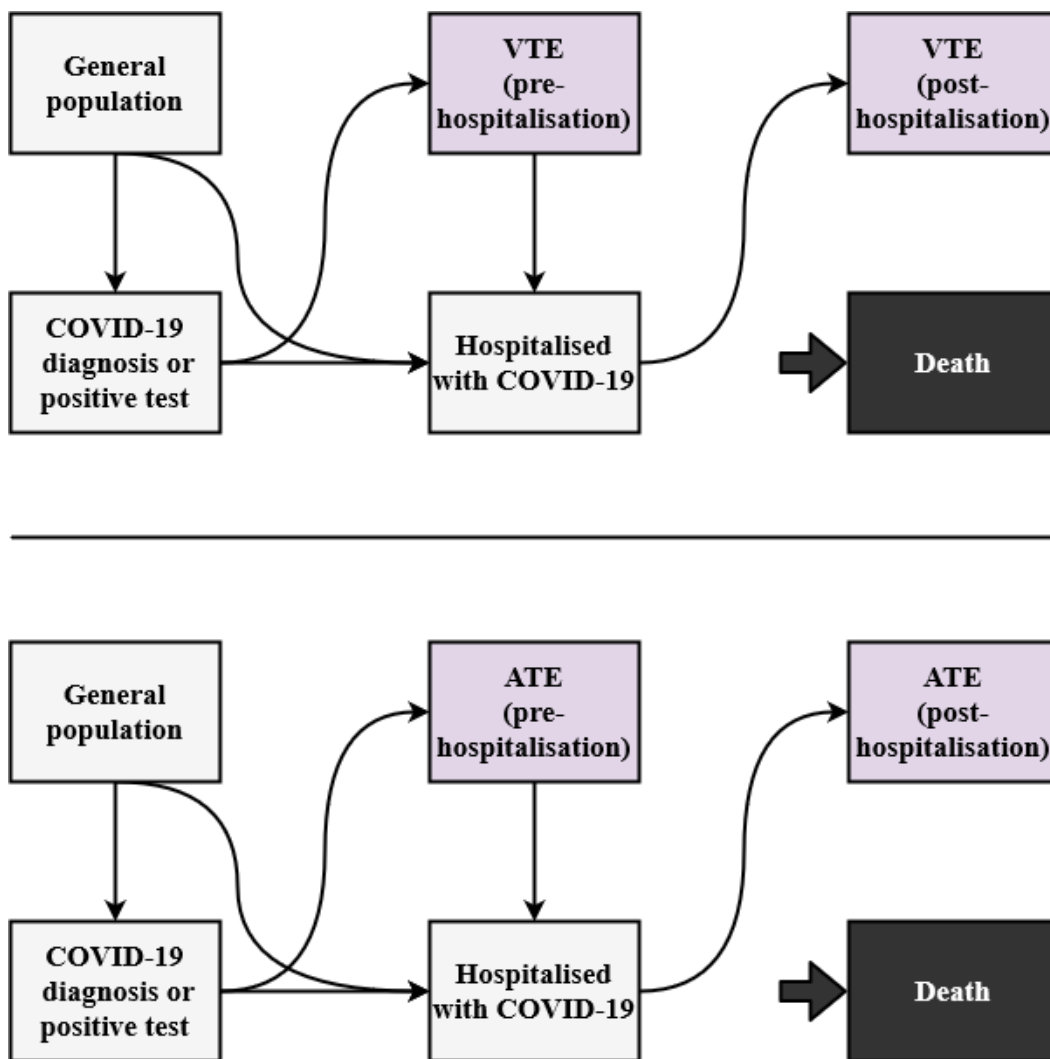 General
population
VTE
(pre-
hospitalisation)
VTE
(post-
hospitalisation)
COVID-19
diagnosis or
positive test
Hospitalised
with COVID-19
Death
General
population
ATE
(pre-
hospitalisation)
ATE
(post-
hospitalisation)
COVID-19
diagnosis or
positive test
Hospitalised
with COVID-19
Death